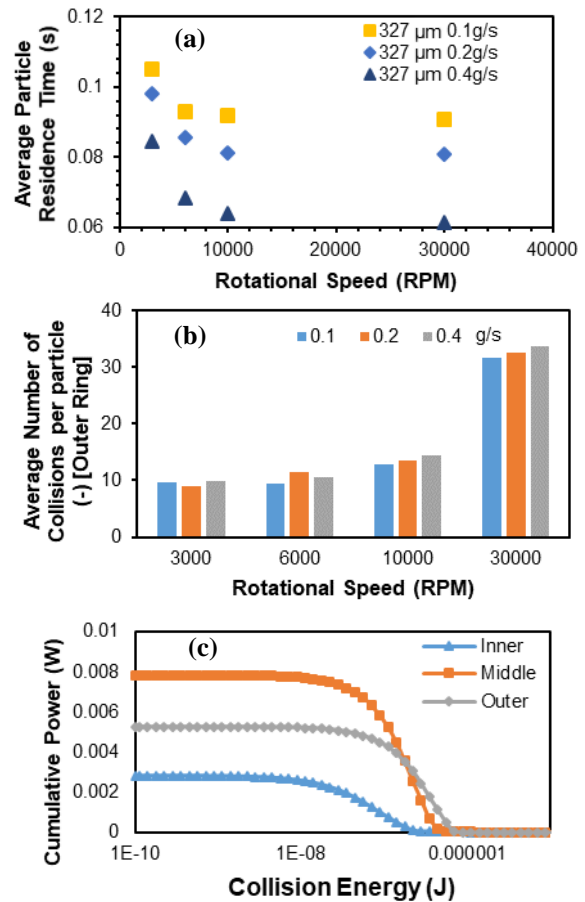 (a)
327 µm 0.1g/s
327 µm 0.2g/s
327 µm 0.4g/s
Average Particle
Residence Time (s)
0.12
0.1
0.08
0.06
0
10000
20000
30000
40000
Rotational Speed (RPM)
(b)
0.1 0.2 0.4 g/s
Average Number of
Collisions per particle
(-) [Outer Ring]
40
30
20
10
0
3000
6000
10000
30000
Rotational Speed (RPM)
(c)
Inner
Middle
Outer
Cumulative Power (W)
0.01
0.008
0.006
0.004
0.002
0
1E-10
1E-08
0.000001
Collision Energy (J)